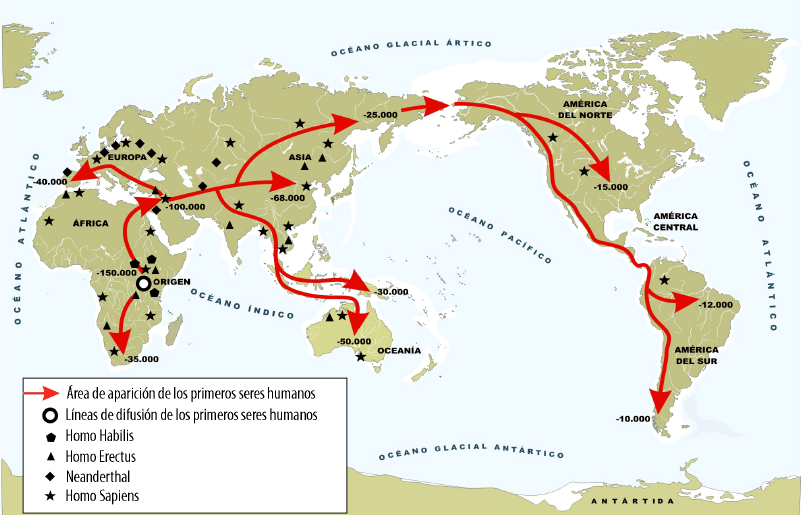 OCÉANO GLACIAL ÁRTICO
AMÉRICA
DEL NORTE
-25.000
EUROPA
ASIA
-40.000
-15.000
-68.000
-100.000
OCÉANO ATLÁNTICO
ÁFRICA
OCÉANO PACÍFICO
AMÉRICA
CENTRAL
OCÉANO ATLÁNTICO
-150.000
ORIGEN
OCÉANO ÍNDICO
-30.000
-12.000
-50.000
OCEANÍA
-35.000
AMÉRICA
DEL SUR
-10.000
Área de aparición de los primeros seres humanos
Líneas de difusión de los primeros seres humanos
Homo Habilis
Homo Erectus
Neanderthal
Homo Sapiens
OCÉANO GLACIAL ANTÁRTICO
ANTÁRTIDA